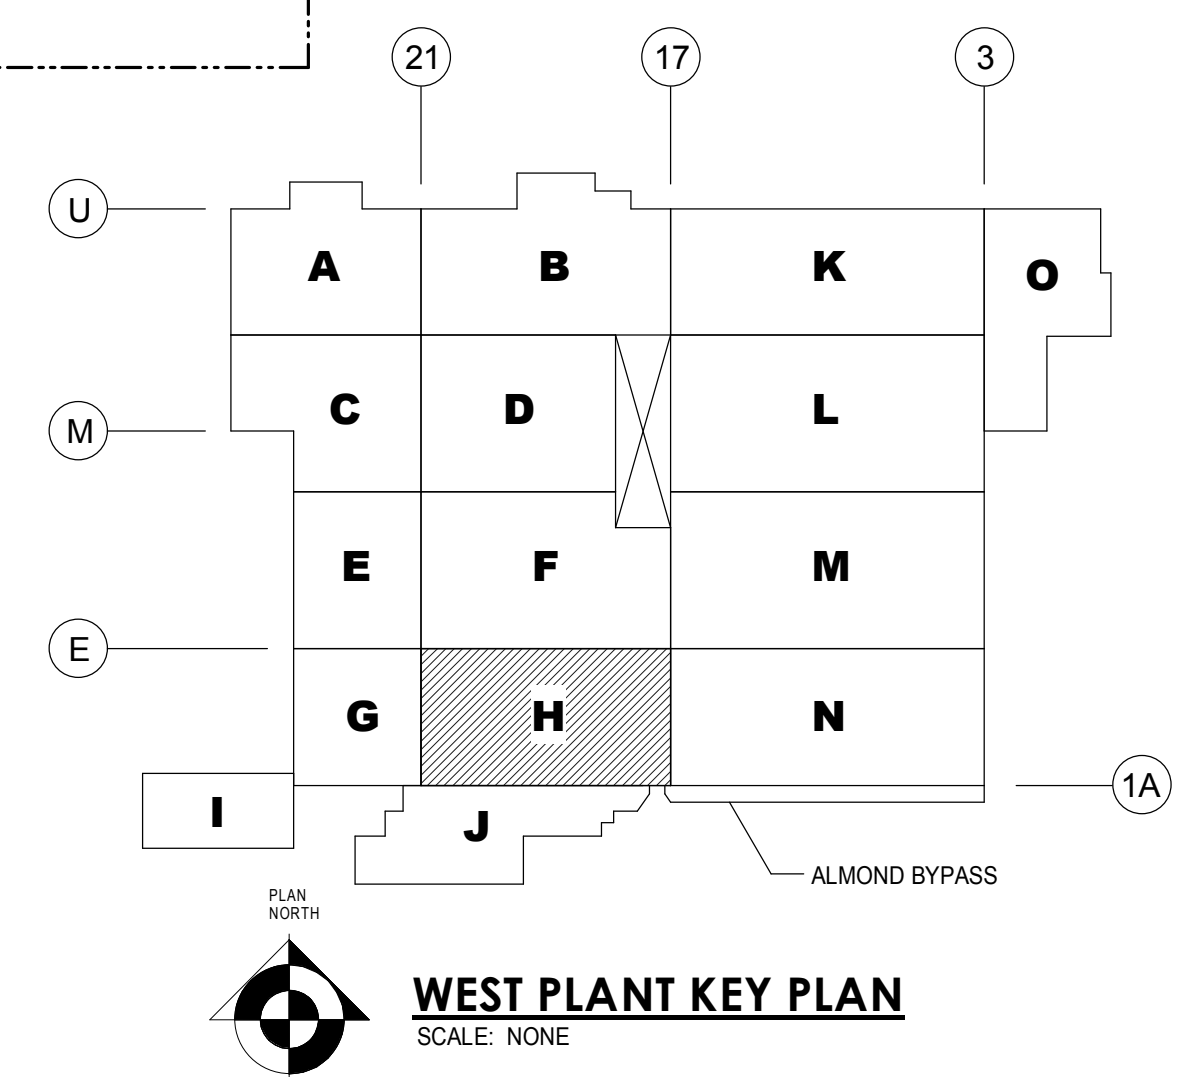 21
17
3
U
A
B
K
O
M
C
D
L
E
F
M
E
G
H
N
1A
I
J
ALMOND BYPASS
PLAN
NORTH
WEST PLANT KEY PLAN
SCALE: NONE